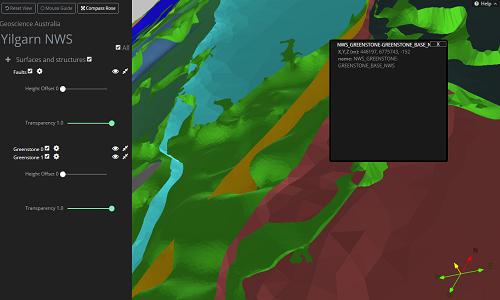 Reset View
Mouse Guide
Compass Rose
Help
Geoscience Australia
Yilgarn NWS
All
Surfaces and structures
Faults
Height Offset 0
Transparency 1.0
Greenstone 0
Greenstone 1
Height Offset 0
Transparency 1.0
NWS_GREENSTONE-GREENSTONE_BASE_N X
X,Y,Z (m): 448197, 6775743, -152
name: NWS_GREENSTONE-
GREENSTONE_BASE_NWS